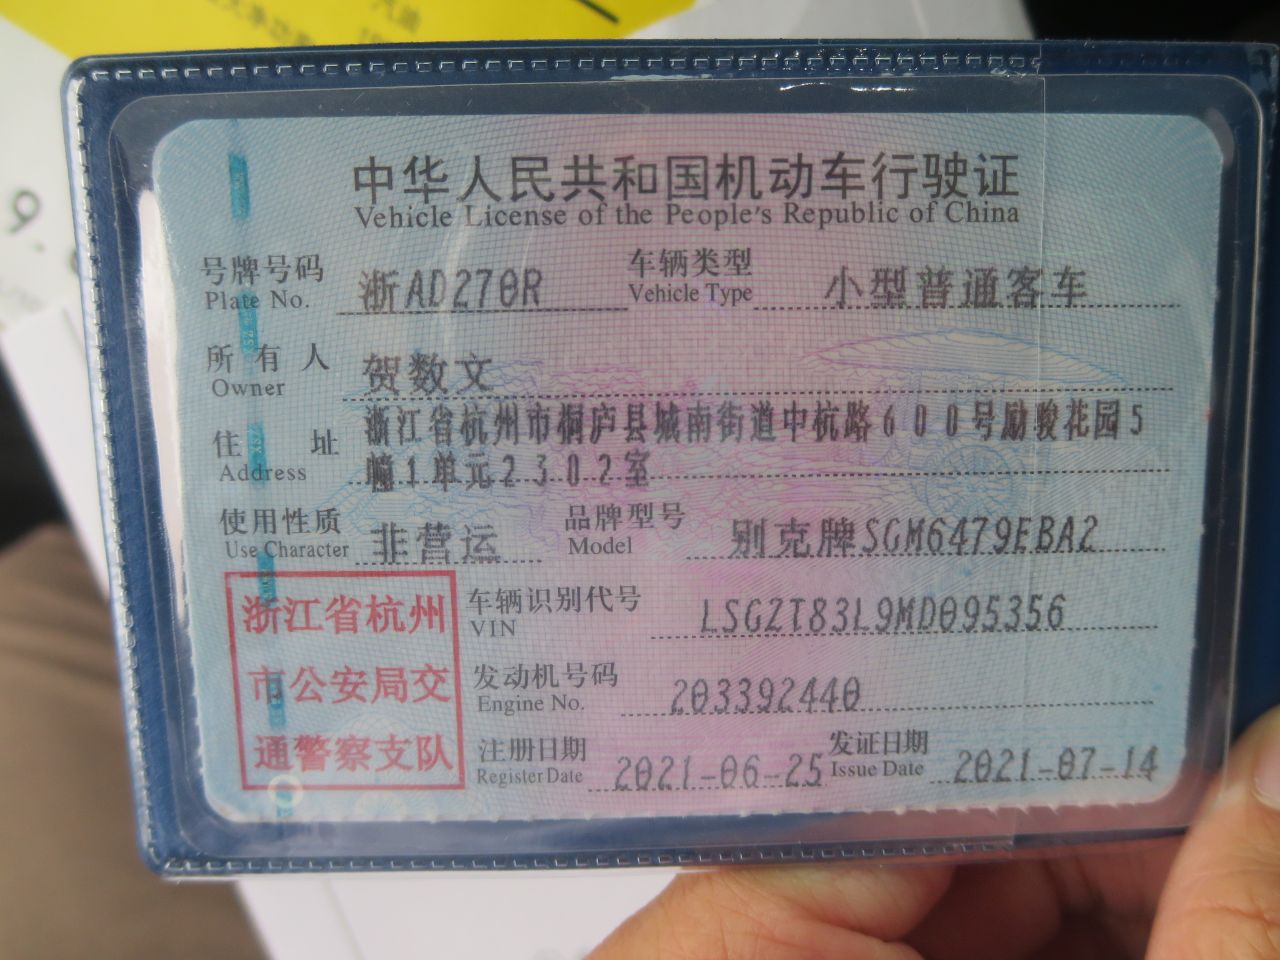 中华人民共和国机动车行驶证
Vehicle License of the People's Republic of China
号牌号码 浙AD270R 车辆类型 小型普通客车
Plate No. Vehicle Type
所有人 贺数文
Owner
住址 浙江省杭州市桐庐县城南街道中杭路600号励骏花园5
Address 幢1单元2302室
使用性质 非营运 品牌型号 别克牌SGM6479EBA2
Use Character Model
浙江省杭州
市公安局交
通警察支队
车辆识别代号 LSGZT83L9MD095356
VIN
发动机号码 203392440
Engine No.
注册日期 2021-06-25 发证日期 2021-07-14
Register Date Issue Date